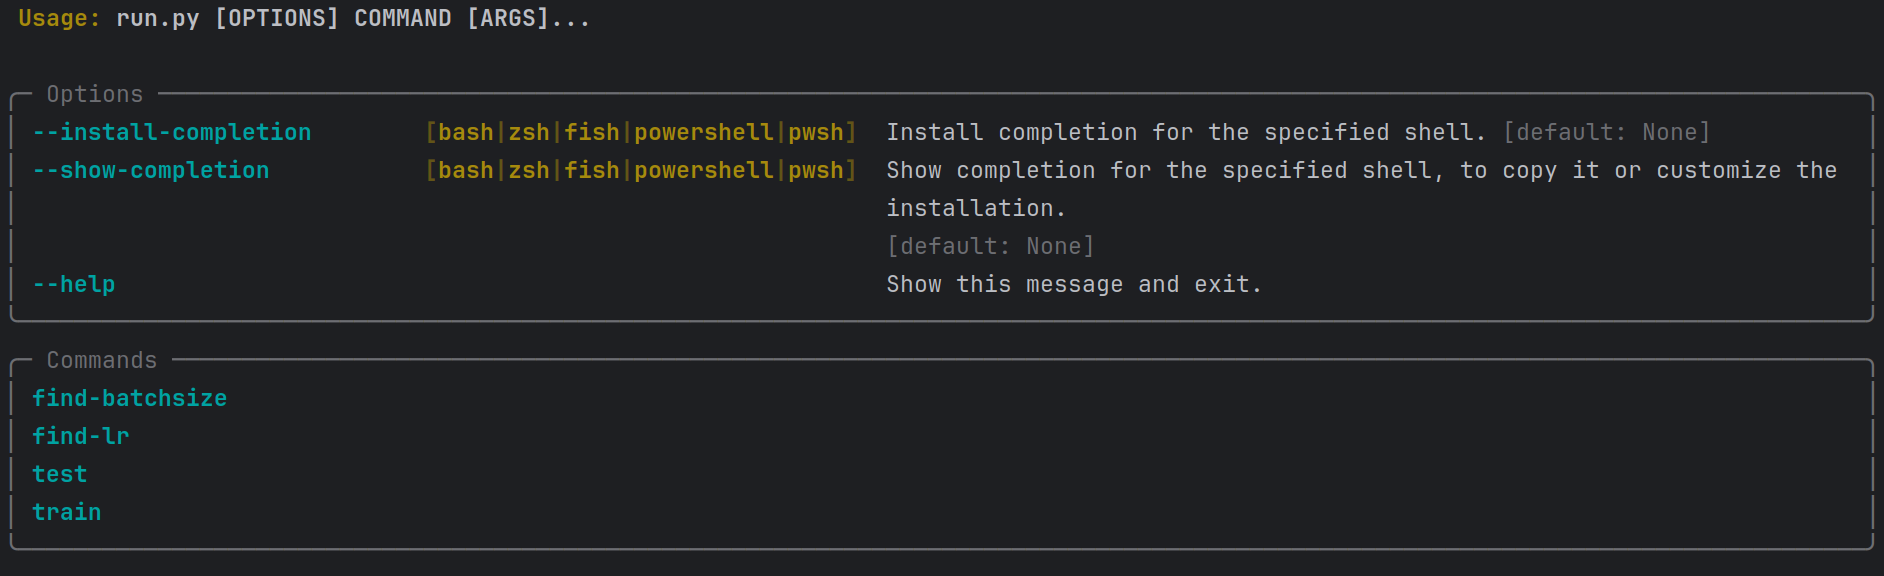 Usage: run.py [OPTIONS] COMMAND [ARGS]...
Options
--install-completion [bash|zsh|fish|powershell|pwsh] Install completion for the specified shell. [default: None]
--show-completion [bash|zsh|fish|powershell|pwsh] Show completion for the specified shell, to copy it or customize the
installation.
[default: None]
--help Show this message and exit.
Commands
find-batchsize
find-lr
test
train